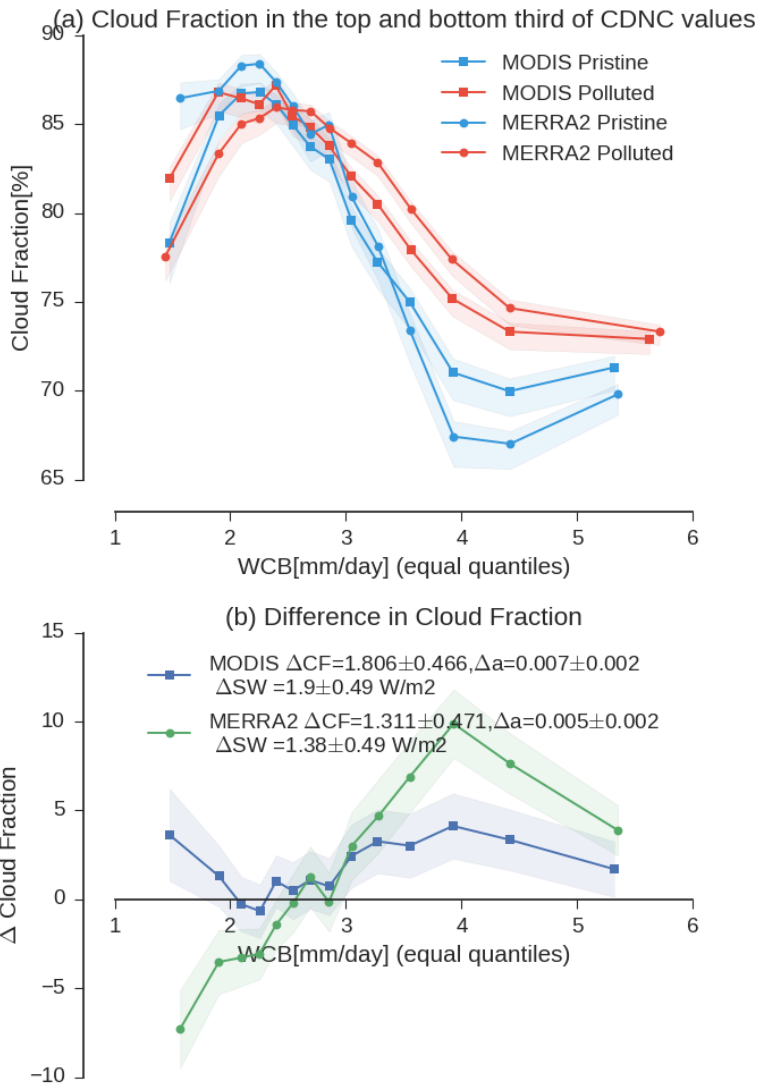 (a) Cloud Fraction in the top and bottom third of CDNC values
90
85
80
75
70
65
Cloud Fraction[%]
MODIS Pristine
MODIS Polluted
MERRA2 Pristine
MERRA2 Polluted
1 2 3 4 5 6
WCB[mm/day] (equal quantiles)
(b) Difference in Cloud Fraction
15
10
5
0
−5
−10
Δ Cloud Fraction
MODIS ΔCF=1.806±0.466,Δa=0.007±0.002
ΔSW =1.9±0.49 W/m2
MERRA2 ΔCF=1.311±0.471,Δa=0.005±0.002
ΔSW =1.38±0.49 W/m2
1 2 3 4 5 6
WCB[mm/day] (equal quantiles)